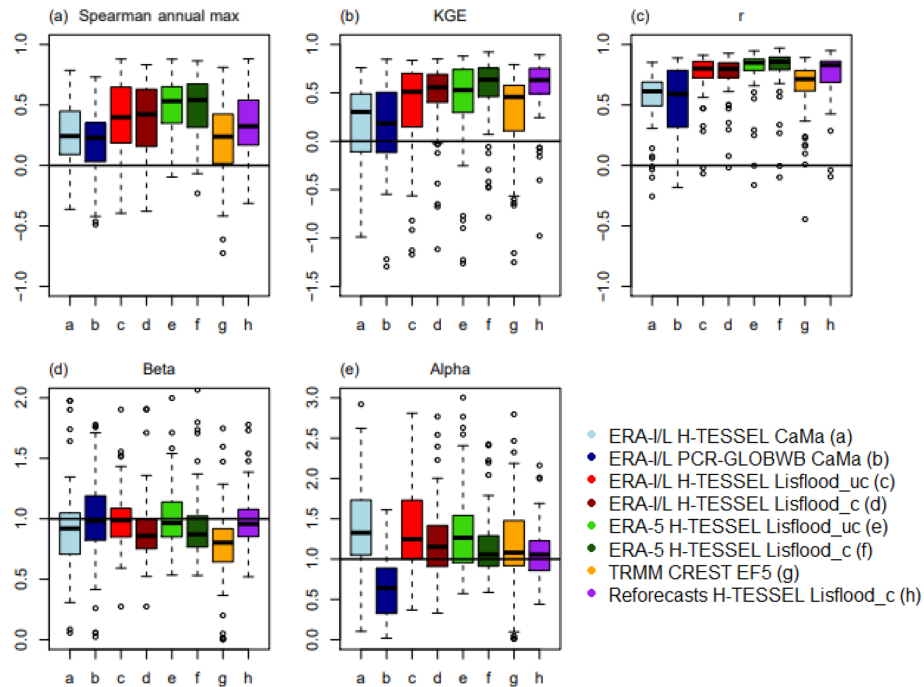 (a) Spearman annual max
1.0
0.5
0.0
−0.5
−1.0
a b c d e f g h
(b) KGE
1.0
0.5
0.0
−0.5
−1.0
−1.5
a b c d e f g h
(c) r
1.0
0.5
0.0
−0.5
−1.0
a b c d e f g h
(d) Beta
2.0
1.5
1.0
0.5
0.0
a b c d e f g h
(e) Alpha
3.0
2.5
2.0
1.5
1.0
0.5
0.0
a b c d e f g h
ERA-I/L H-TESSEL CaMa (a)
ERA-I/L PCR-GLOBWB CaMa (b)
ERA-I/L H-TESSEL Lisflood_uc (c)
ERA-I/L H-TESSEL Lisflood_c (d)
ERA-5 H-TESSEL Lisflood_uc (e)
ERA-5 H-TESSEL Lisflood_c (f)
TRMM CREST EF5 (g)
Reforecasts H-TESSEL Lisflood_c (h)